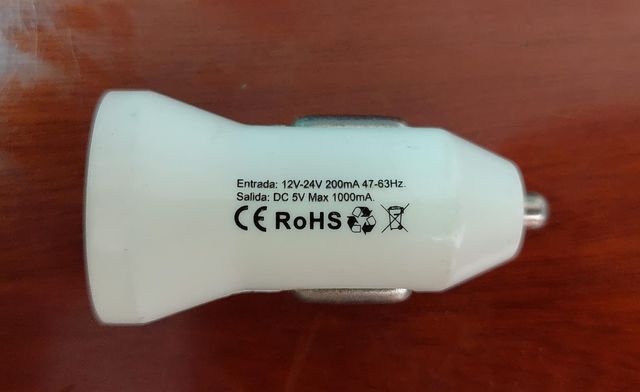 Entrada: 12V-24V 200mA 47-63Hz.
Salida: DC 5V Max 1000mA.
CE RoHS